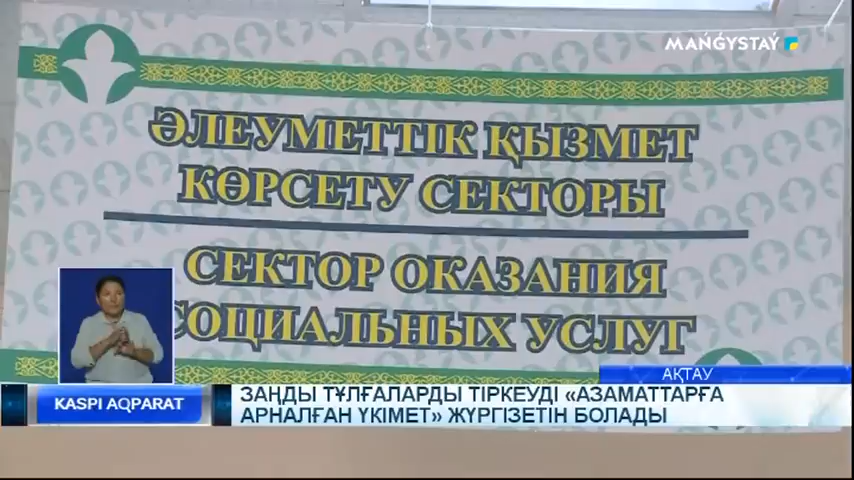 MAŃǴYSTAÝ
ӘЛЕУМЕТТІК ҚЫЗМЕТ
КӨРСЕТУ СЕКТОРЫ
СЕКТОР ОКАЗАНИЯ
СОЦИАЛЬНЫХ УСЛУГ
АҚТАУ
KASPI AQPARAT
ЗАҢДЫ ТҰЛҒАЛАРДЫ ТІРКЕУДІ «АЗАМАТТАРҒА
АРНАЛҒАН ҮКІМЕТ» ЖҮРГІЗЕТІН БОЛАДЫ